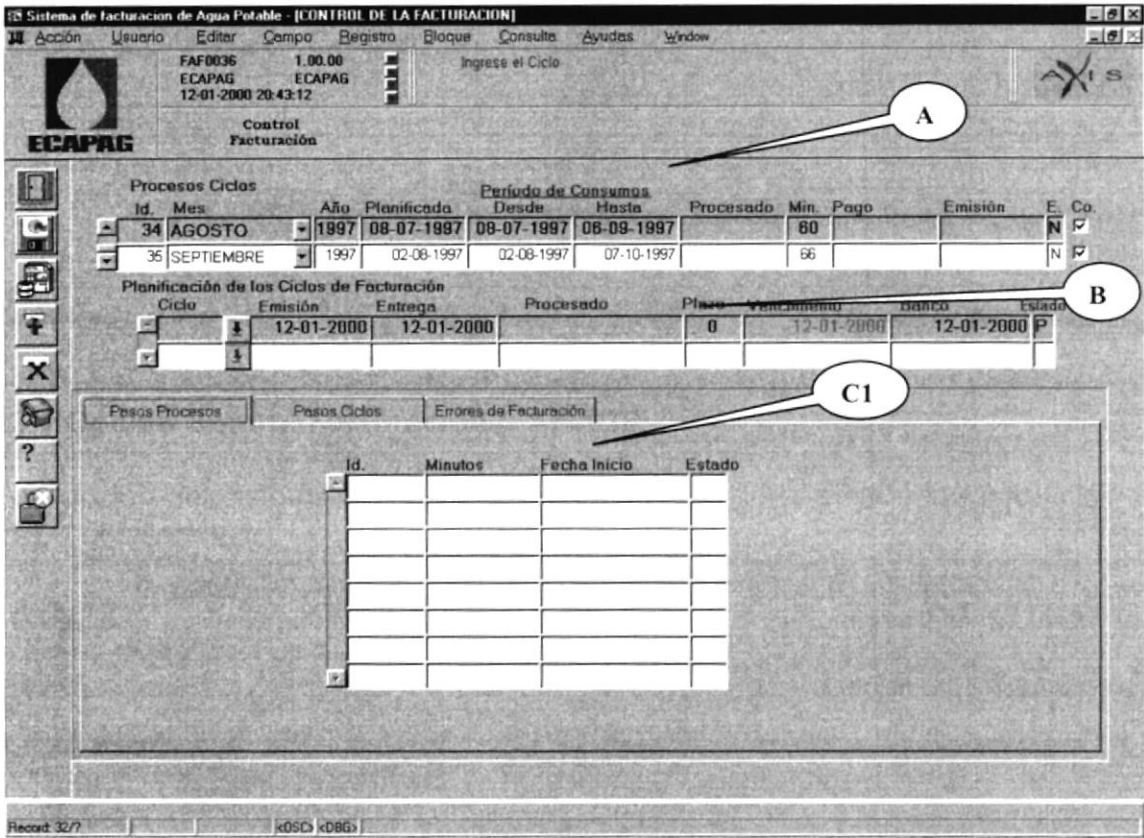 Sistema de facturacion de Agua Potable - [CONTROL DE LA FACTURACION]
Acción Usuario Editar Campo Registro Bloque Consulta Ayudas Window
FAF0036 1.00.00
ECAPAG ECAPAG
12-01-2000 20:43:12
Ingrese el Ciclo
AXIS
ECAPAG
Control
Facturación
A
Procesos Ciclos
Período de Consumos
Id. Mes Año Planificada Desde Hasta Procesado Min. Pago Emisión E. Co.
34 AGOSTO 1997 08-07-1997 08-07-1997 06-09-1997 60 N
35 SEPTIEMBRE 1997 02-08-1997 02-08-1997 07-10-1997 66 N
Planificación de los Ciclos de Facturación
B
Ciclo Emisión Entrega Procesado Plazo Vencimiento Banco Estado
12-01-2000 12-01-2000 0 12-01-2000 12-01-2000 P
C1
Pasos Procesos Pasos Ciclos Errores de Facturación
Id. Minutos Fecha Inicio Estado
Record: 32/? <OSC> <DBG>